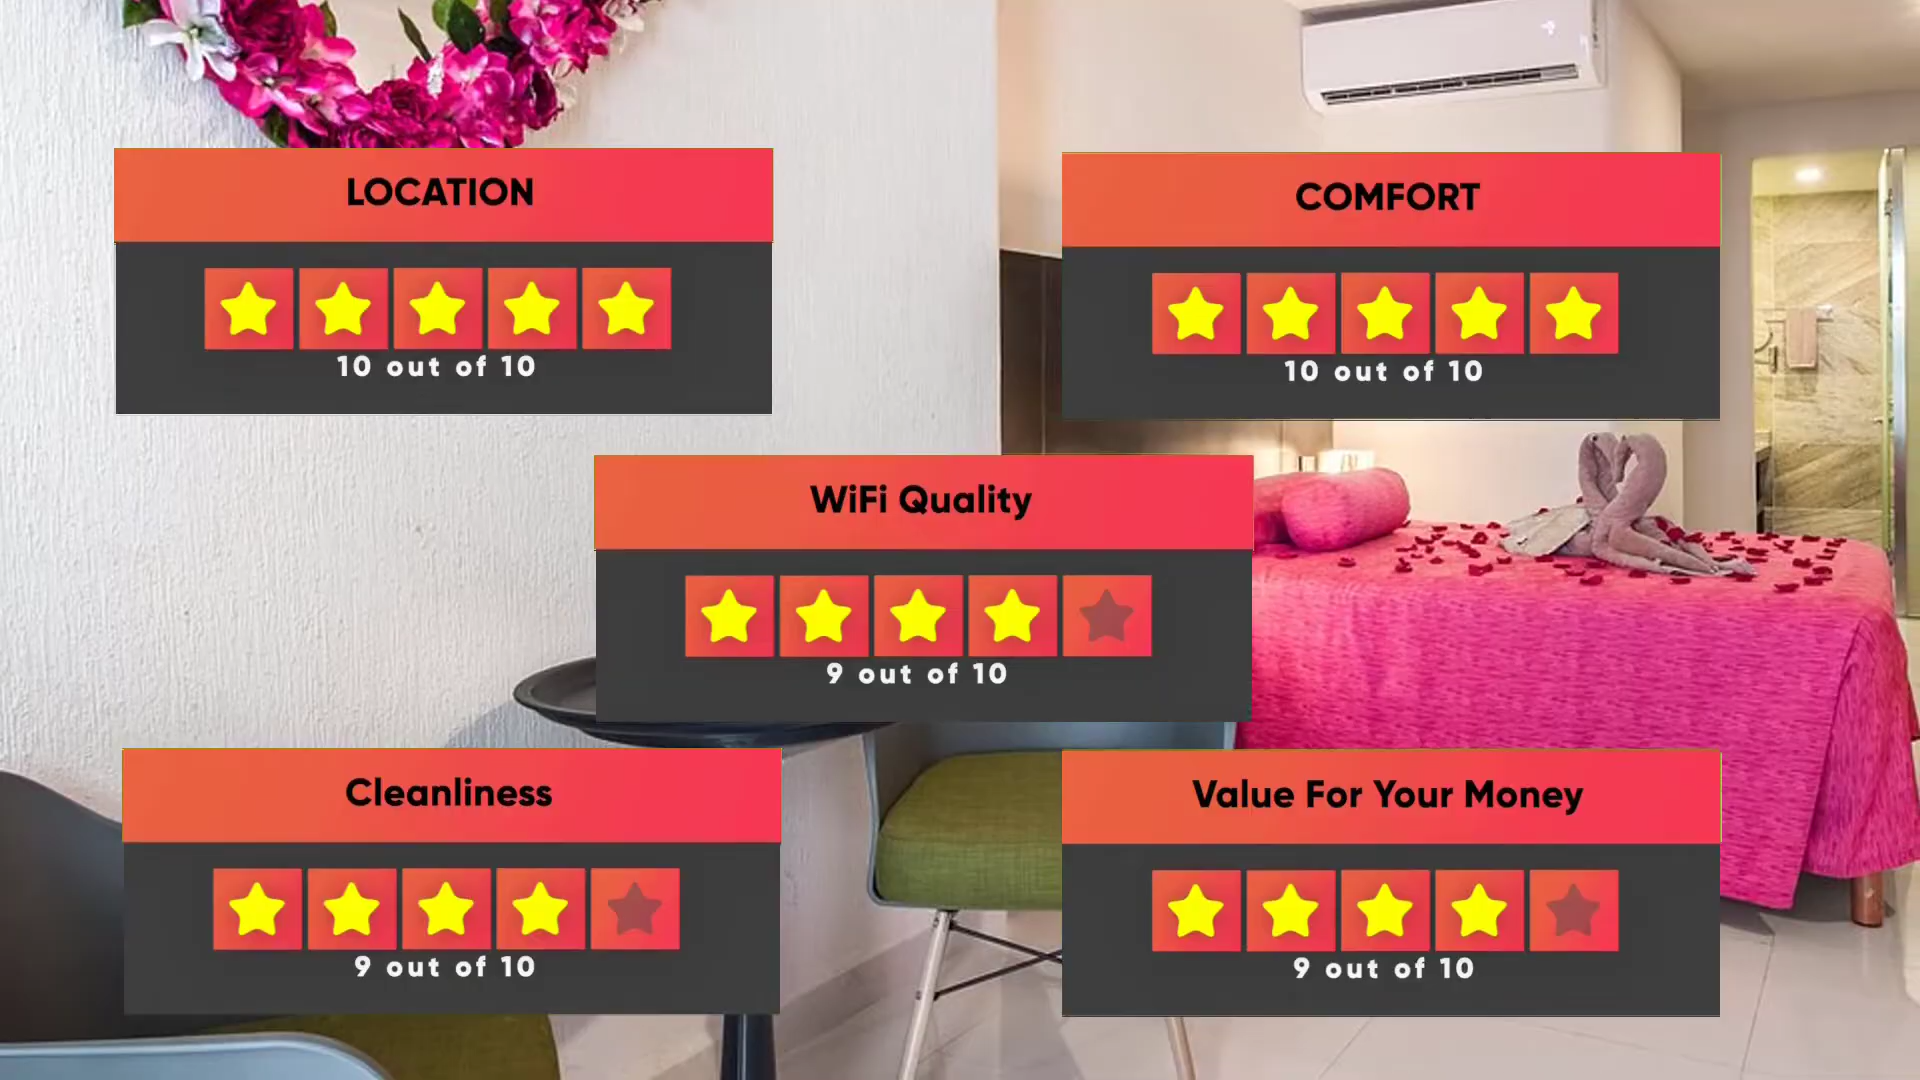 LOCATION
10 out of 10
COMFORT
10 out of 10
WiFi Quality
9 out of 10
Cleanliness
9 out of 10
Value For Your Money
9 out of 10